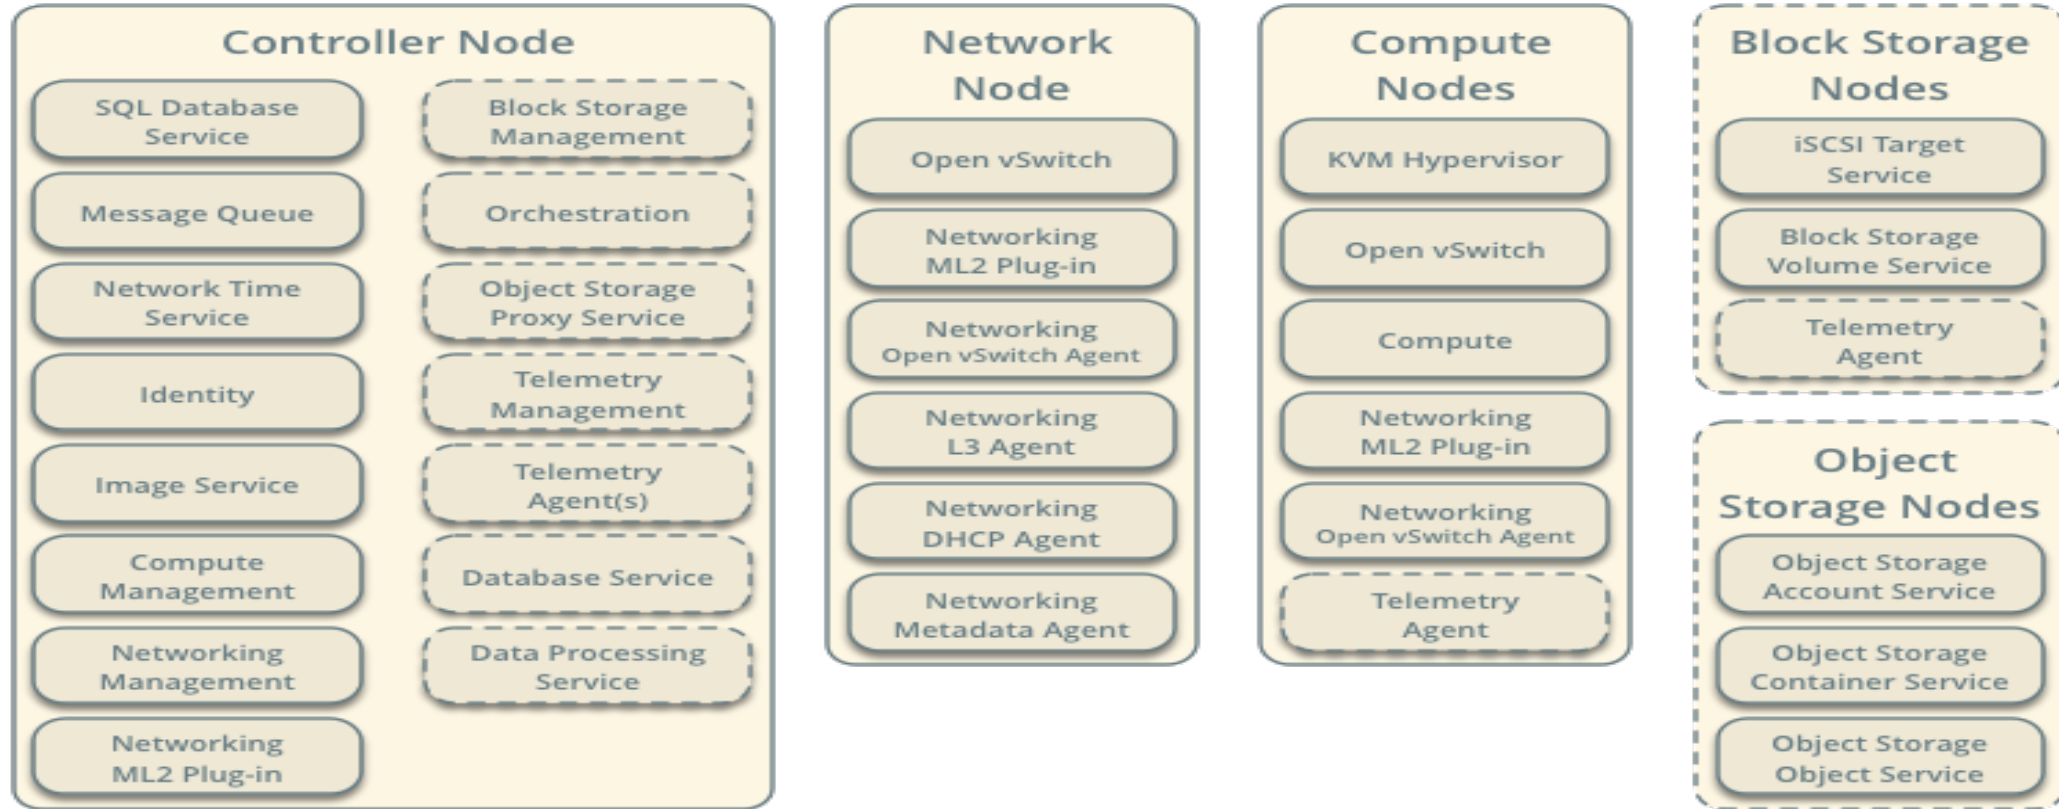 Controller Node
SQL Database
Service
Message Queue
Network Time
Service
Identity
Image Service
Compute
Management
Networking
Management
Networking
ML2 Plug-in
Block Storage
Management
Orchestration
Object Storage
Proxy Service
Telemetry
Management
Telemetry
Agent(s)
Database Service
Data Processing
Service
Network
Node
Open vSwitch
Networking
ML2 Plug-in
Networking
Open vSwitch Agent
Networking
L3 Agent
Networking
DHCP Agent
Networking
Metadata Agent
Compute
Nodes
KVM Hypervisor
Open vSwitch
Compute
Networking
ML2 Plug-in
Networking
Open vSwitch Agent
Telemetry
Agent
Block Storage
Nodes
iSCSI Target
Service
Block Storage
Volume Service
Telemetry
Agent
Object
Storage Nodes
Object Storage
Account Service
Object Storage
Container Service
Object Storage
Object Service